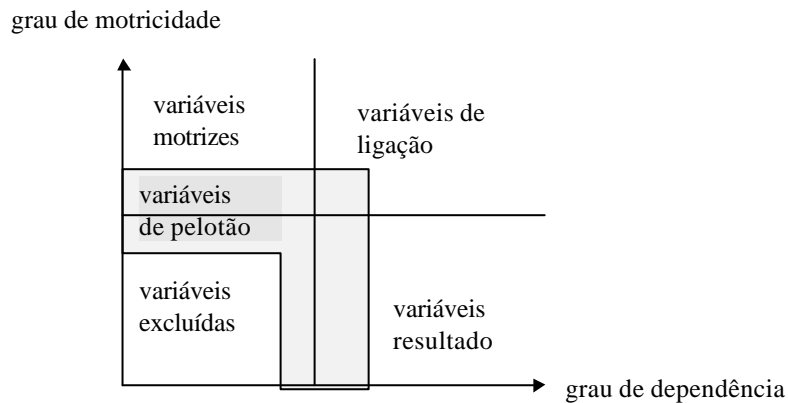 grau de motricidade
variáveis
motrizes
variáveis de
ligação
variáveis
de pelotão
variáveis
excluídas
variáveis
resultado
grau de dependência